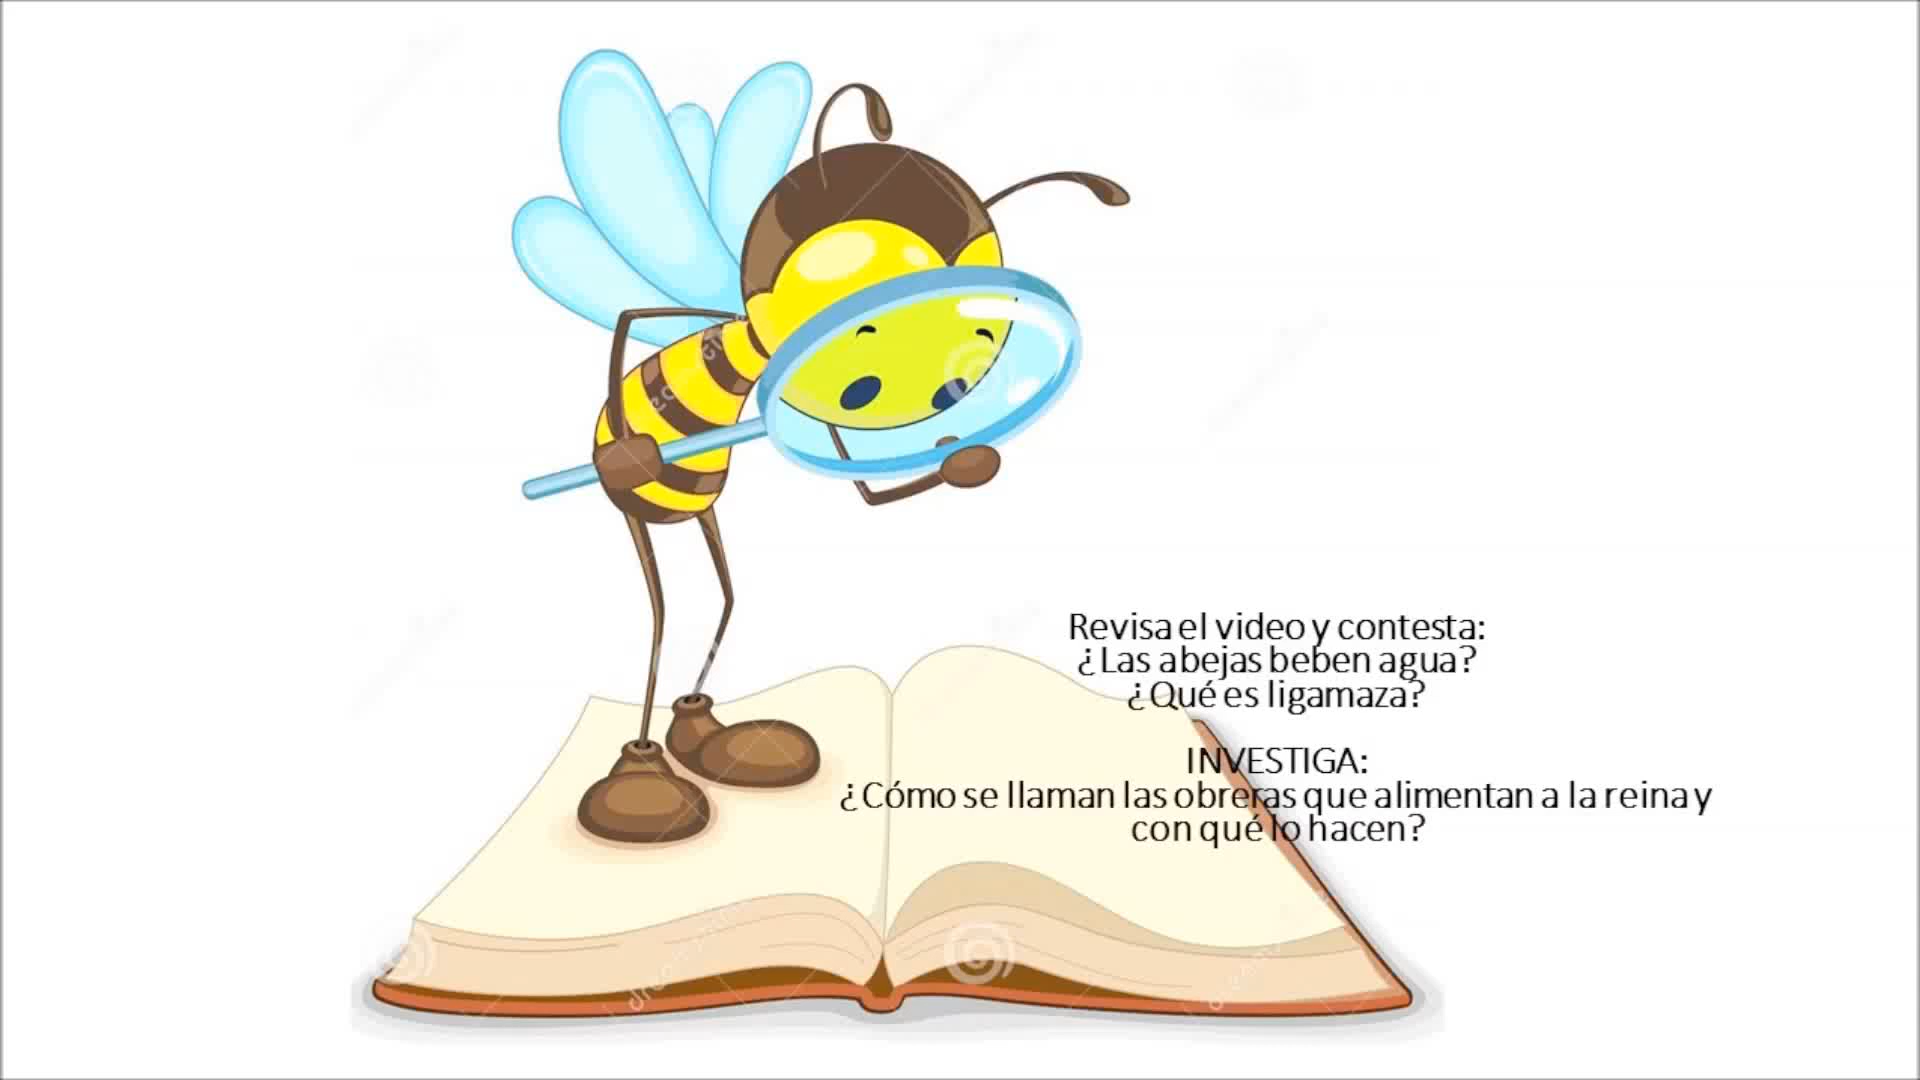 Revisa el video y contesta:
¿Las abejas beben agua?
¿Qué es ligamaza?
INVESTIGA:
¿Cómo se llaman las obreras que alimentan a la reina y
con qué lo hacen?